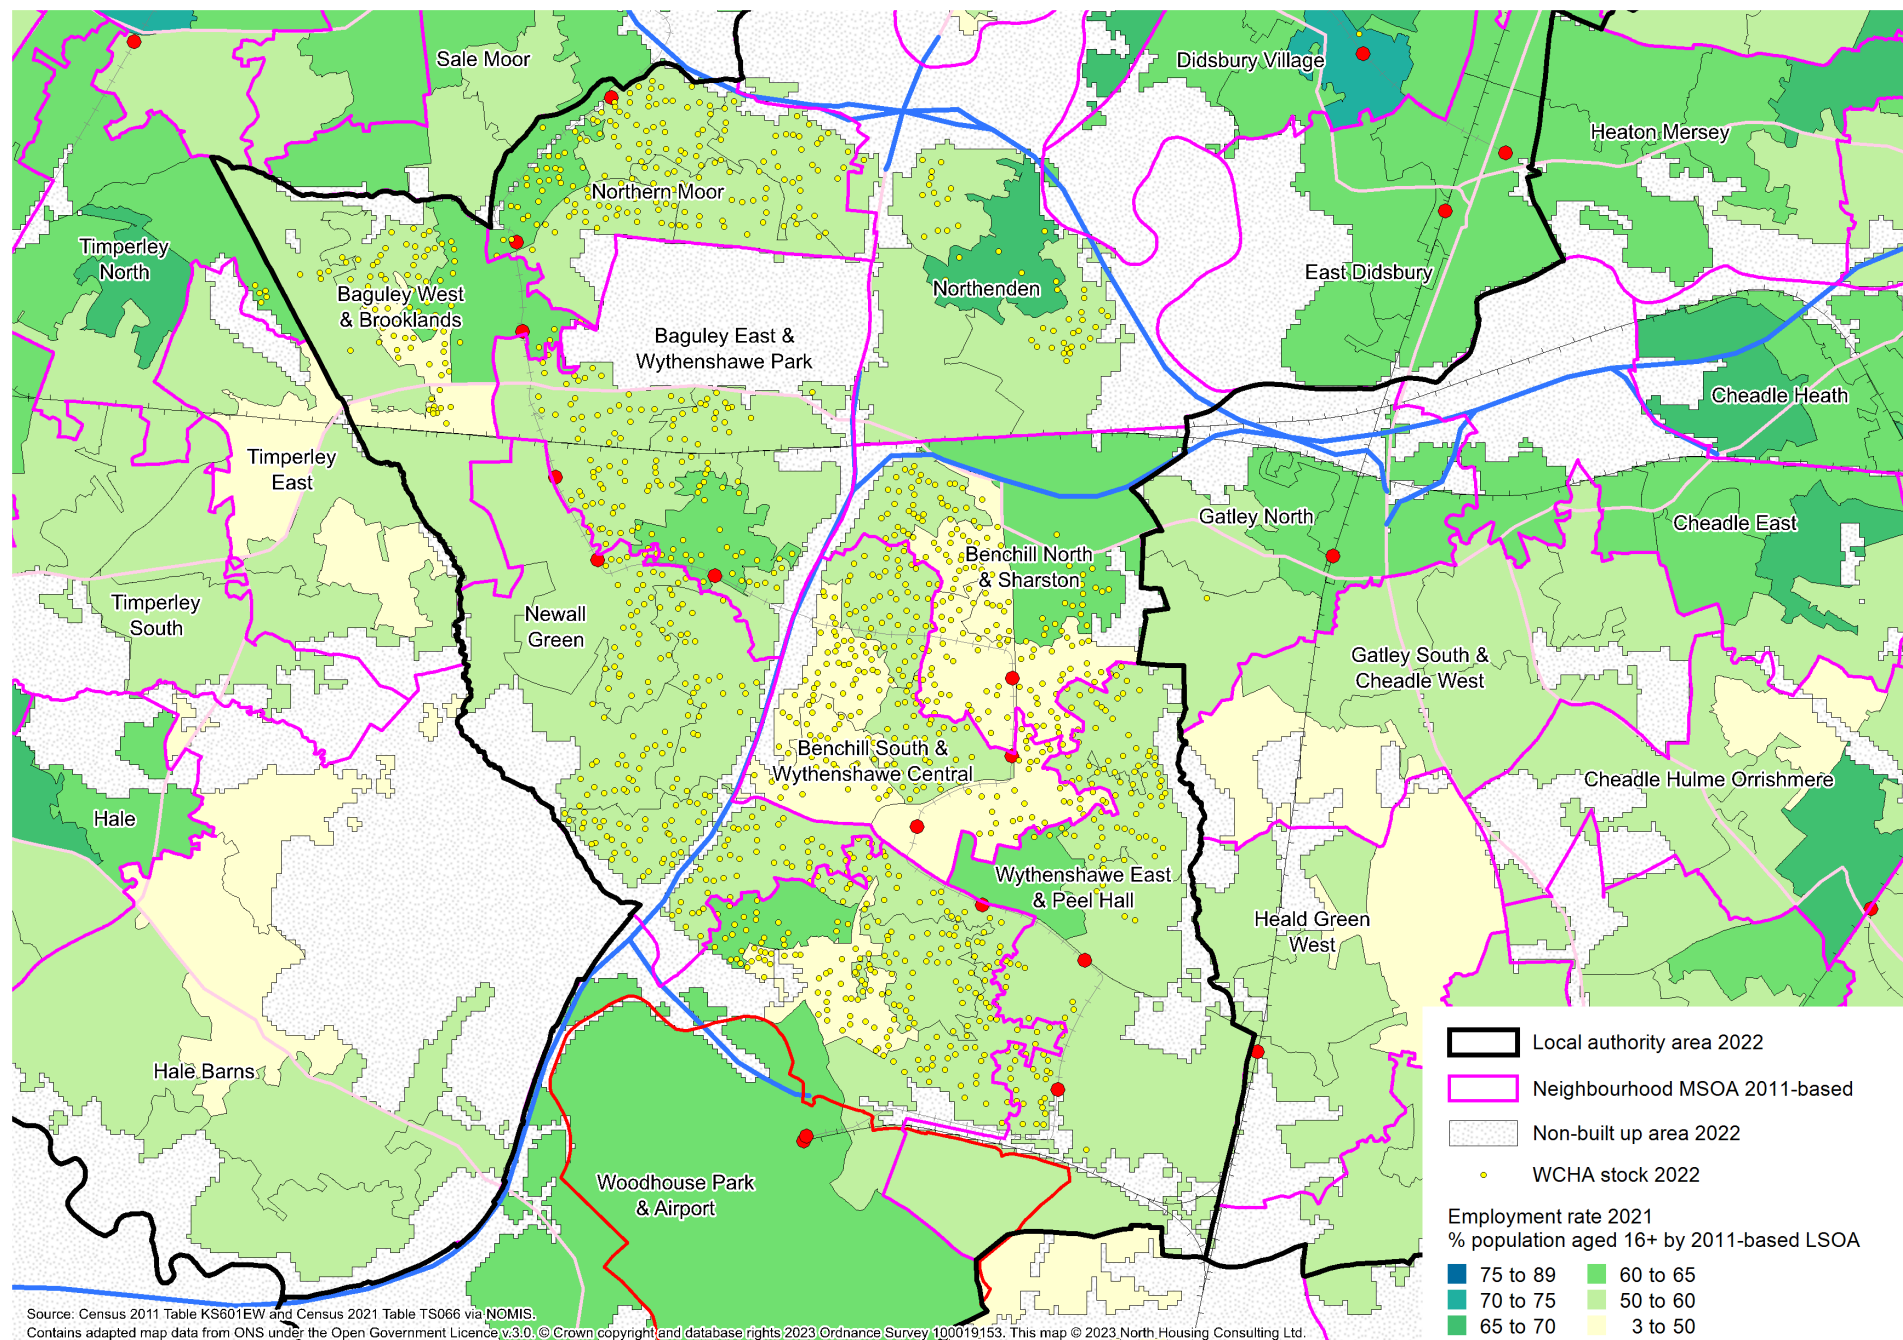 Sale Moor
Didsbury Village
Heaton Mersey
Northern Moor
Timperley
North
East Didsbury
Northenden
Baguley West
& Brooklands
Baguley East &
Wythenshawe Park
Cheadle Heath
Timperley
East
Gatley North
Cheadle East
Benchill North
& Sharston
Timperley
South
Newall
Green
Gatley South &
Cheadle West
Benchill South &
Wythenshawe Central
Cheadle Hulme Orrishmere
Hale
Wythenshawe East
& Peel Hall
Heald Green
West
Hale Barns
Woodhouse Park
& Airport
Local authority area 2022
Neighbourhood MSOA 2011-based
Non-built up area 2022
WCHA stock 2022
Employment rate 2021
% population aged 16+ by 2011-based LSOA
75 to 89
70 to 75
65 to 70
60 to 65
50 to 60
3 to 50
Source: Census 2011 Table KS601EW and Census 2021 Table TS066 via NOMIS.
Contains adapted map data from ONS under the Open Government Licence v.3.0. © Crown copyright and database rights 2023 Ordnance Survey 100019153. This map © 2023 North Housing Consulting Ltd.